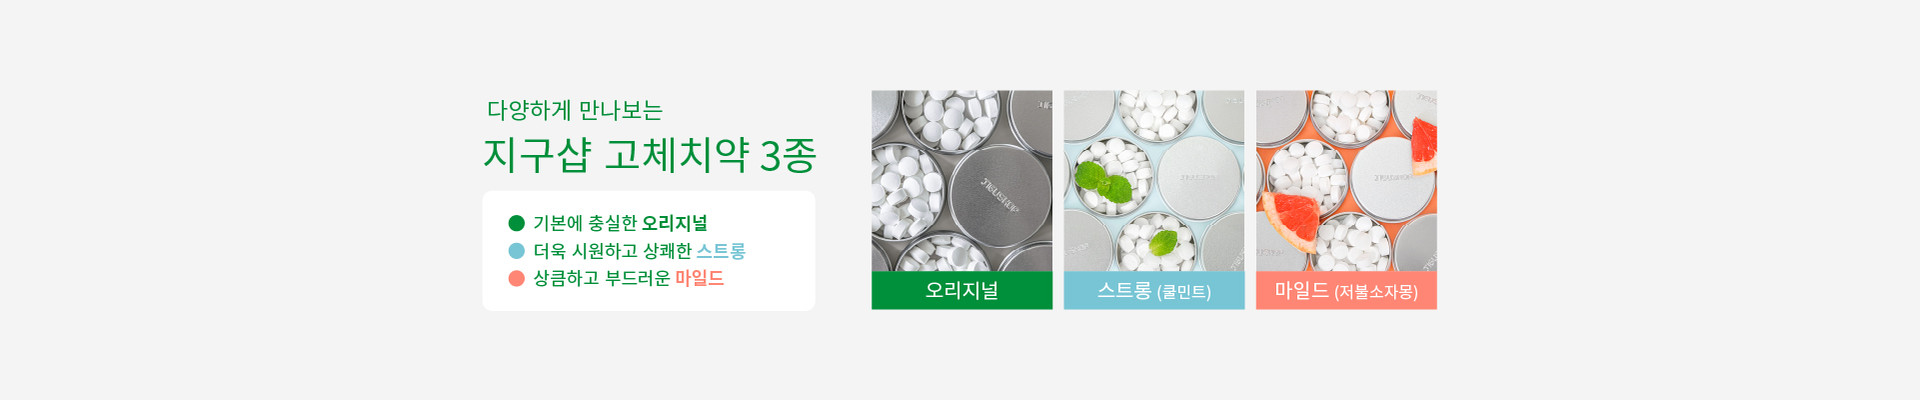 다양하게 만나보는
지구샵 고체치약 3종
기본에 충실한 오리지널
더욱 시원하고 상쾌한 스트롱
상큼하고 부드러운 마일드
JIGUSHOP
오리지널
스트롱 (쿨민트)
마일드 (저불소자몽)